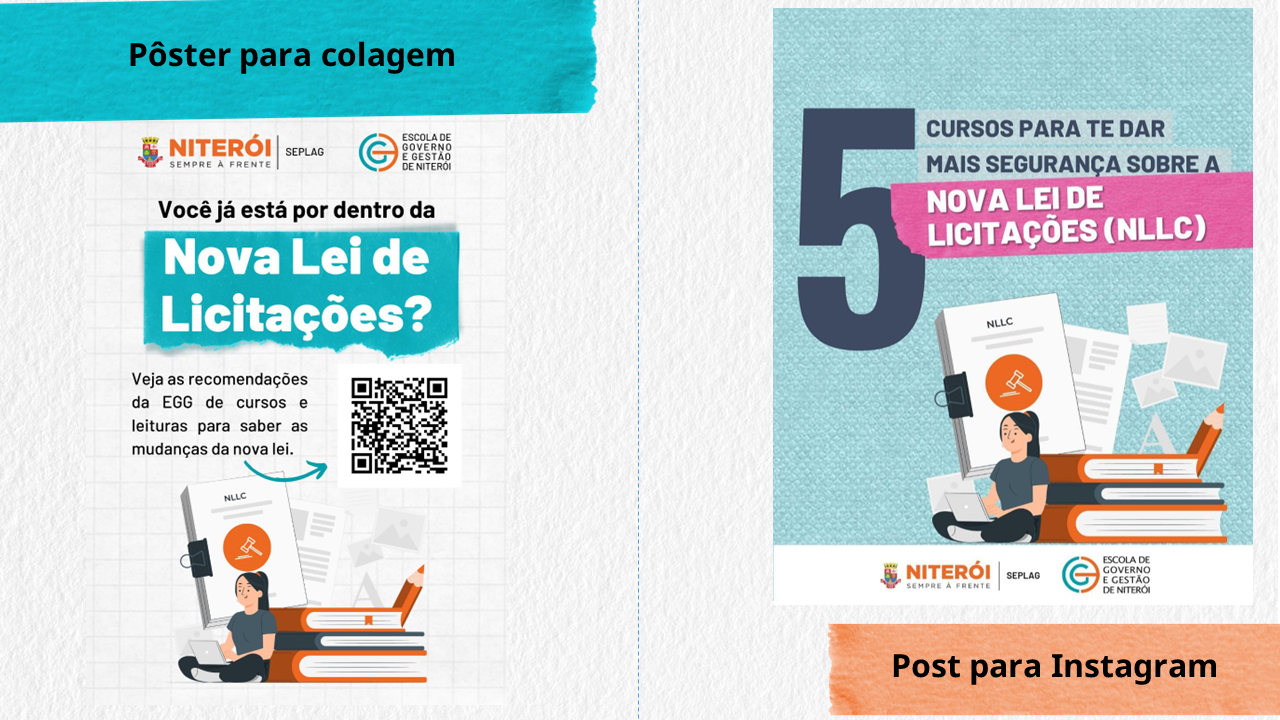 Pôster para colagem
NITERÓI
SEMPRE À FRENTE
SEPLAG
ESCOLA DE
GOVERNO
E GESTÃO
DE NITERÓI
Você já está por dentro da
Nova Lei de
Licitações?
Veja as recomendações
da EGG de cursos e
leituras para saber as
mudanças da nova lei.
NLLC
5
CURSOS PARA TE DAR
MAIS SEGURANÇA SOBRE A
NOVA LEI DE
LICITAÇÕES (NLLC)
NLLC
A
NITERÓI
SEMPRE À FRENTE
SEPLAG
ESCOLA DE
GOVERNO
E GESTÃO
DE NITERÓI
Post para Instagram